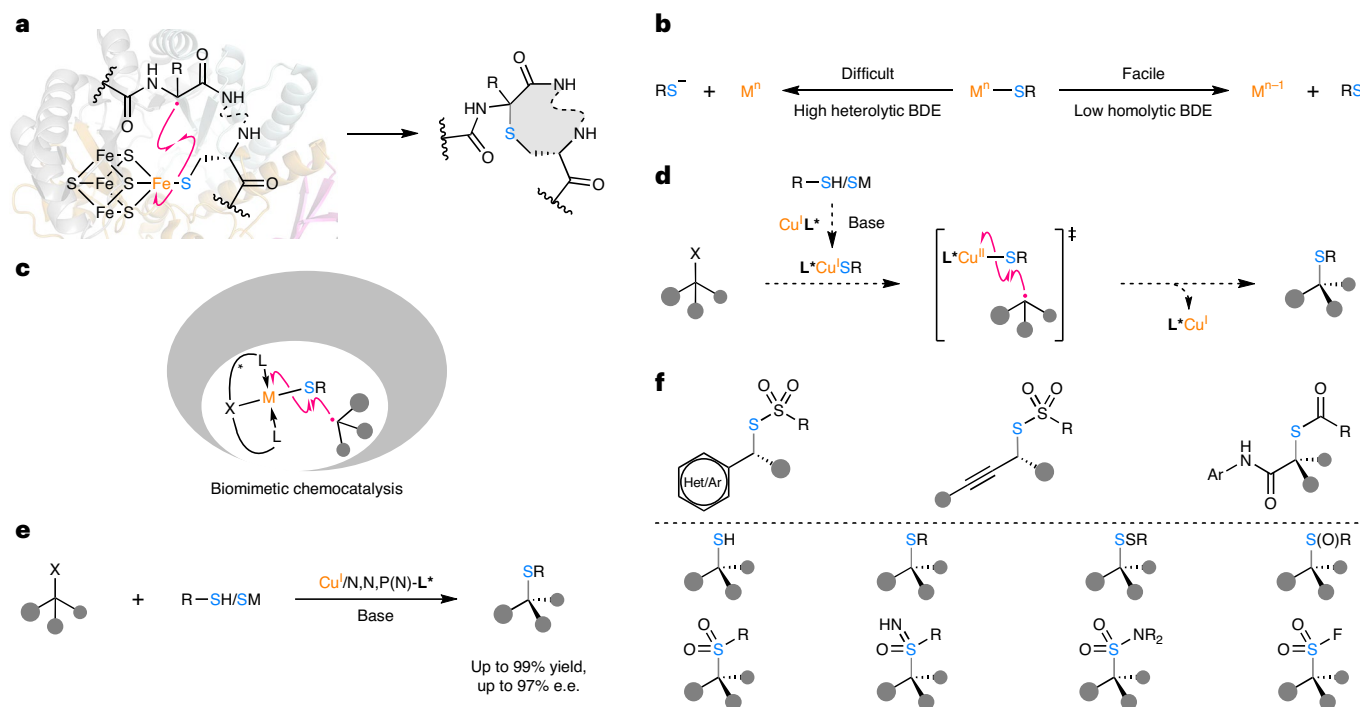 a
O
H
N
R
O
NH
O
NH
O
Fe
S
S
Fe
S
Fe
S
Fe
S
R
O
NH
HN
S
O
NH
O
b
RS⁻ + Mⁿ
Difficult
High heterolytic BDE
Mⁿ—SR
Facile
Low homolytic BDE
Mⁿ⁻¹ + RS
c
L
*
X
M
SR
L
Biomimetic chemocatalysis
d
R—SH/SM
CuᴵL*
Base
L*CuᴵSR
X
L*Cuᴵᴵ—SR
‡
L*Cuᴵ
SR
e
X
+
R—SH/SM
Cuᴵ/N,N,P(N)-L*
Base
SR
Up to 99% yield,
up to 97% e.e.
f
O
O
S
S
R
Het/Ar
O
O
S
S
R
O
S
R
H
N
Ar
O
SH
SR
SSR
S(O)R
O
R
S
O
HN
R
S
O
O
NR₂
S
O
O
F
S
O